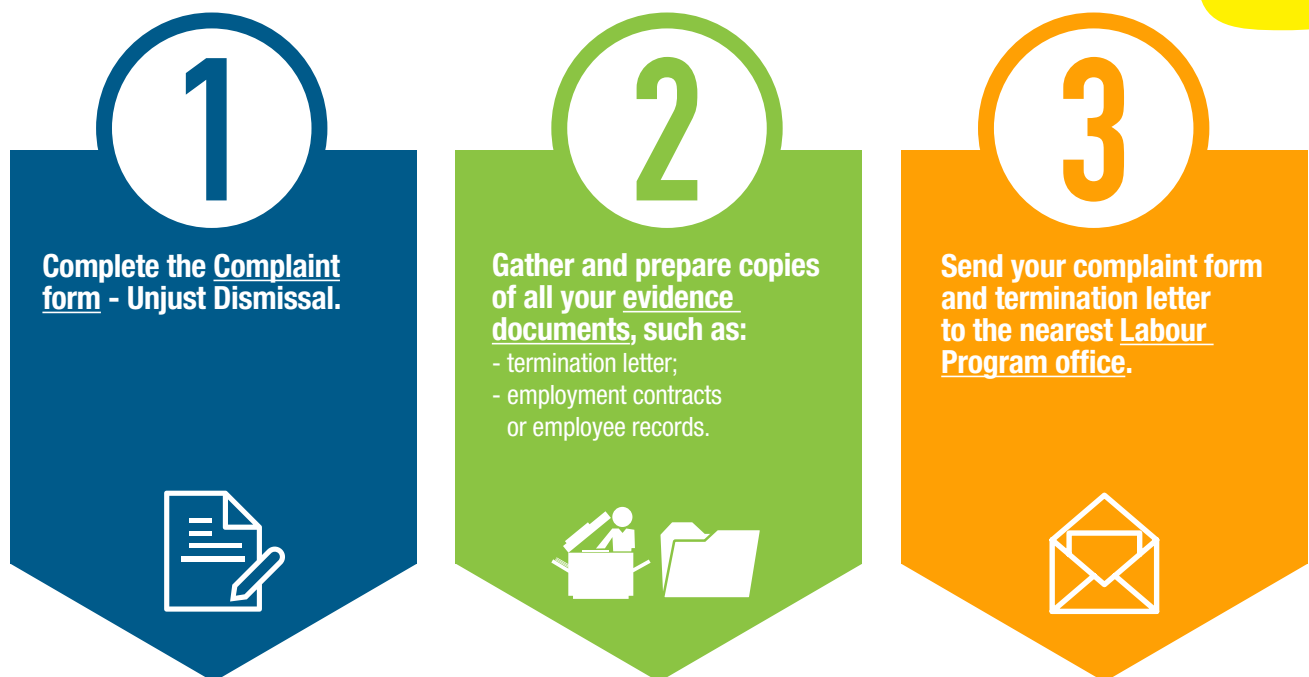 1
Complete the Complaint
form - Unjust Dismissal.
2
Gather and prepare copies
of all your evidence
documents, such as:
- termination letter;
- employment contracts
or employee records.
3
Send your complaint form
and termination letter
to the nearest Labour
Program office.